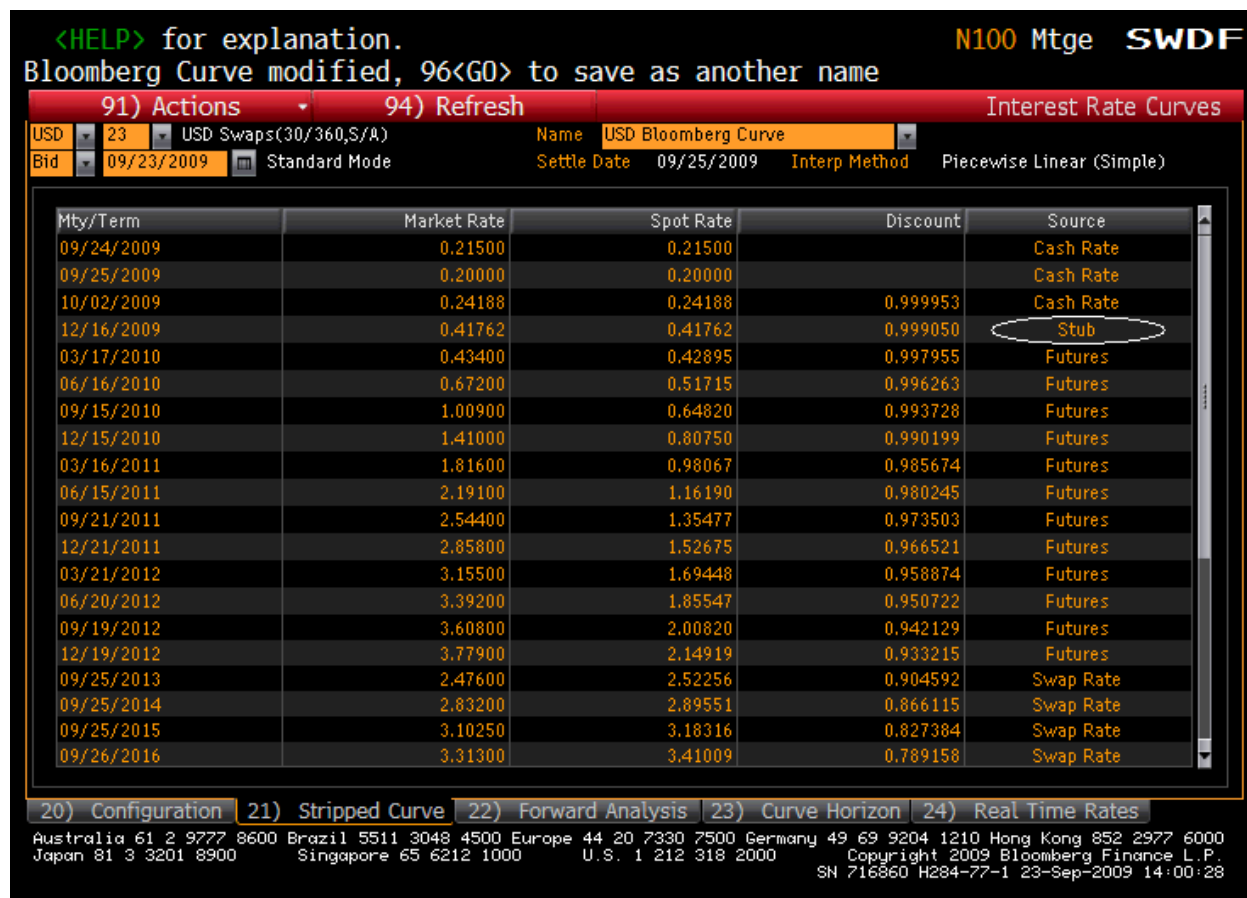 <HELP> for explanation. N100 Mtge SWDF
Bloomberg Curve modified, 96<GO> to save as another name
91) Actions 94) Refresh Interest Rate Curves
USD 23 USD Swaps(30/360,S/A) Name USD Bloomberg Curve
Bid 09/23/2009 Standard Mode Settle Date 09/25/2009 Interp Method Piecewise Linear (Simple)
Mty/Term Market Rate Spot Rate Discount Source
09/24/2009 0.21500 0.21500 Cash Rate
09/25/2009 0.20000 0.20000 Cash Rate
10/02/2009 0.24188 0.24188 0.999953 Cash Rate
12/16/2009 0.41762 0.41762 0.999050 Stub
03/17/2010 0.43400 0.42895 0.997955 Futures
06/16/2010 0.67200 0.51715 0.996263 Futures
09/15/2010 1.00900 0.64820 0.993728 Futures
12/15/2010 1.41000 0.80750 0.990199 Futures
03/16/2011 1.81600 0.98067 0.985674 Futures
06/15/2011 2.19100 1.16190 0.980245 Futures
09/21/2011 2.54400 1.35477 0.973503 Futures
12/21/2011 2.85800 1.52675 0.966521 Futures
03/21/2012 3.15500 1.69448 0.958874 Futures
06/20/2012 3.39200 1.85547 0.950722 Futures
09/19/2012 3.60800 2.00820 0.942129 Futures
12/19/2012 3.77900 2.14919 0.933215 Futures
09/25/2013 2.47600 2.52256 0.904592 Swap Rate
09/25/2014 2.83200 2.89551 0.866115 Swap Rate
09/25/2015 3.10250 3.18316 0.827384 Swap Rate
09/26/2016 3.31300 3.41009 0.789158 Swap Rate
20) Configuration 21) Stripped Curve 22) Forward Analysis 23) Curve Horizon 24) Real Time Rates
Australia 61 2 9777 8600 Brazil 5511 3048 4500 Europe 44 20 7330 7500 Germany 49 69 9204 1210 Hong Kong 852 2977 6000
Japan 81 3 3201 8900 Singapore 65 6212 1000 U.S. 1 212 318 2000 Copyright 2009 Bloomberg Finance L.P.
SN 716860 H284-77-1 23-Sep-2009 14:00:28